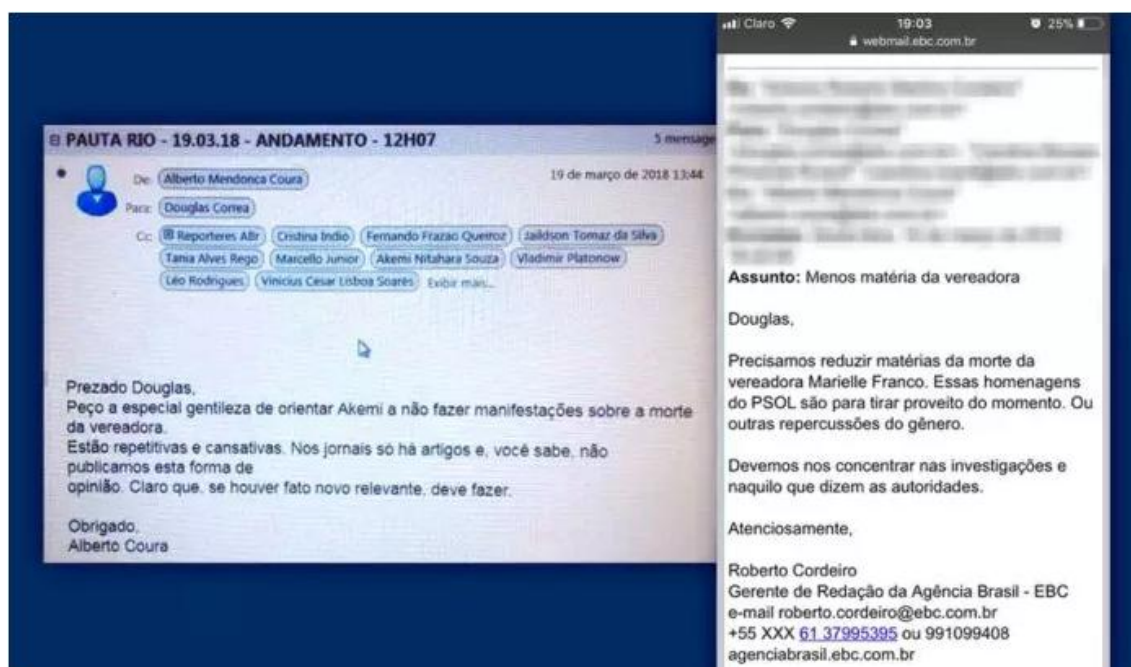 PAUTA RIO - 19.03.18 - ANDAMENTO - 12H07
5 mensage
De: Alberto Mendonca Coura
19 de março de 2018 13:44
Para: Douglas Correa
Cc: Reporteres ABr Cristina Indio Fernando Frazao Queiroz Jaildson Tomaz da Silva
Tania Alves Rego Marcello Junior Akemi Nitahara Souza Vladimir Platonow
Léo Rodrigues Vinicius Cesar Lisboa Soares Exibir mais...
Prezado Douglas,
Peço a especial gentileza de orientar Akemi a não fazer manifestações sobre a morte
da vereadora.
Estão repetitivas e cansativas. Nos jornais só há artigos e, você sabe, não
publicamos esta forma de
opinião. Claro que, se houver fato novo relevante, deve fazer.
Obrigado,
Alberto Coura
Claro 19:03 25%
webmail.ebc.com.br
Assunto: Menos matéria da vereadora
Douglas,
Precisamos reduzir matérias da morte da
vereadora Marielle Franco. Essas homenagens
do PSOL são para tirar proveito do momento. Ou
outras repercussões do gênero.
Devemos nos concentrar nas investigações e
naquilo que dizem as autoridades.
Atenciosamente,
Roberto Cordeiro
Gerente de Redação da Agência Brasil - EBC
e-mail roberto.cordeiro@ebc.com.br
+55 XXX 61 37995395 ou 991099408
agenciabrasil.ebc.com.br